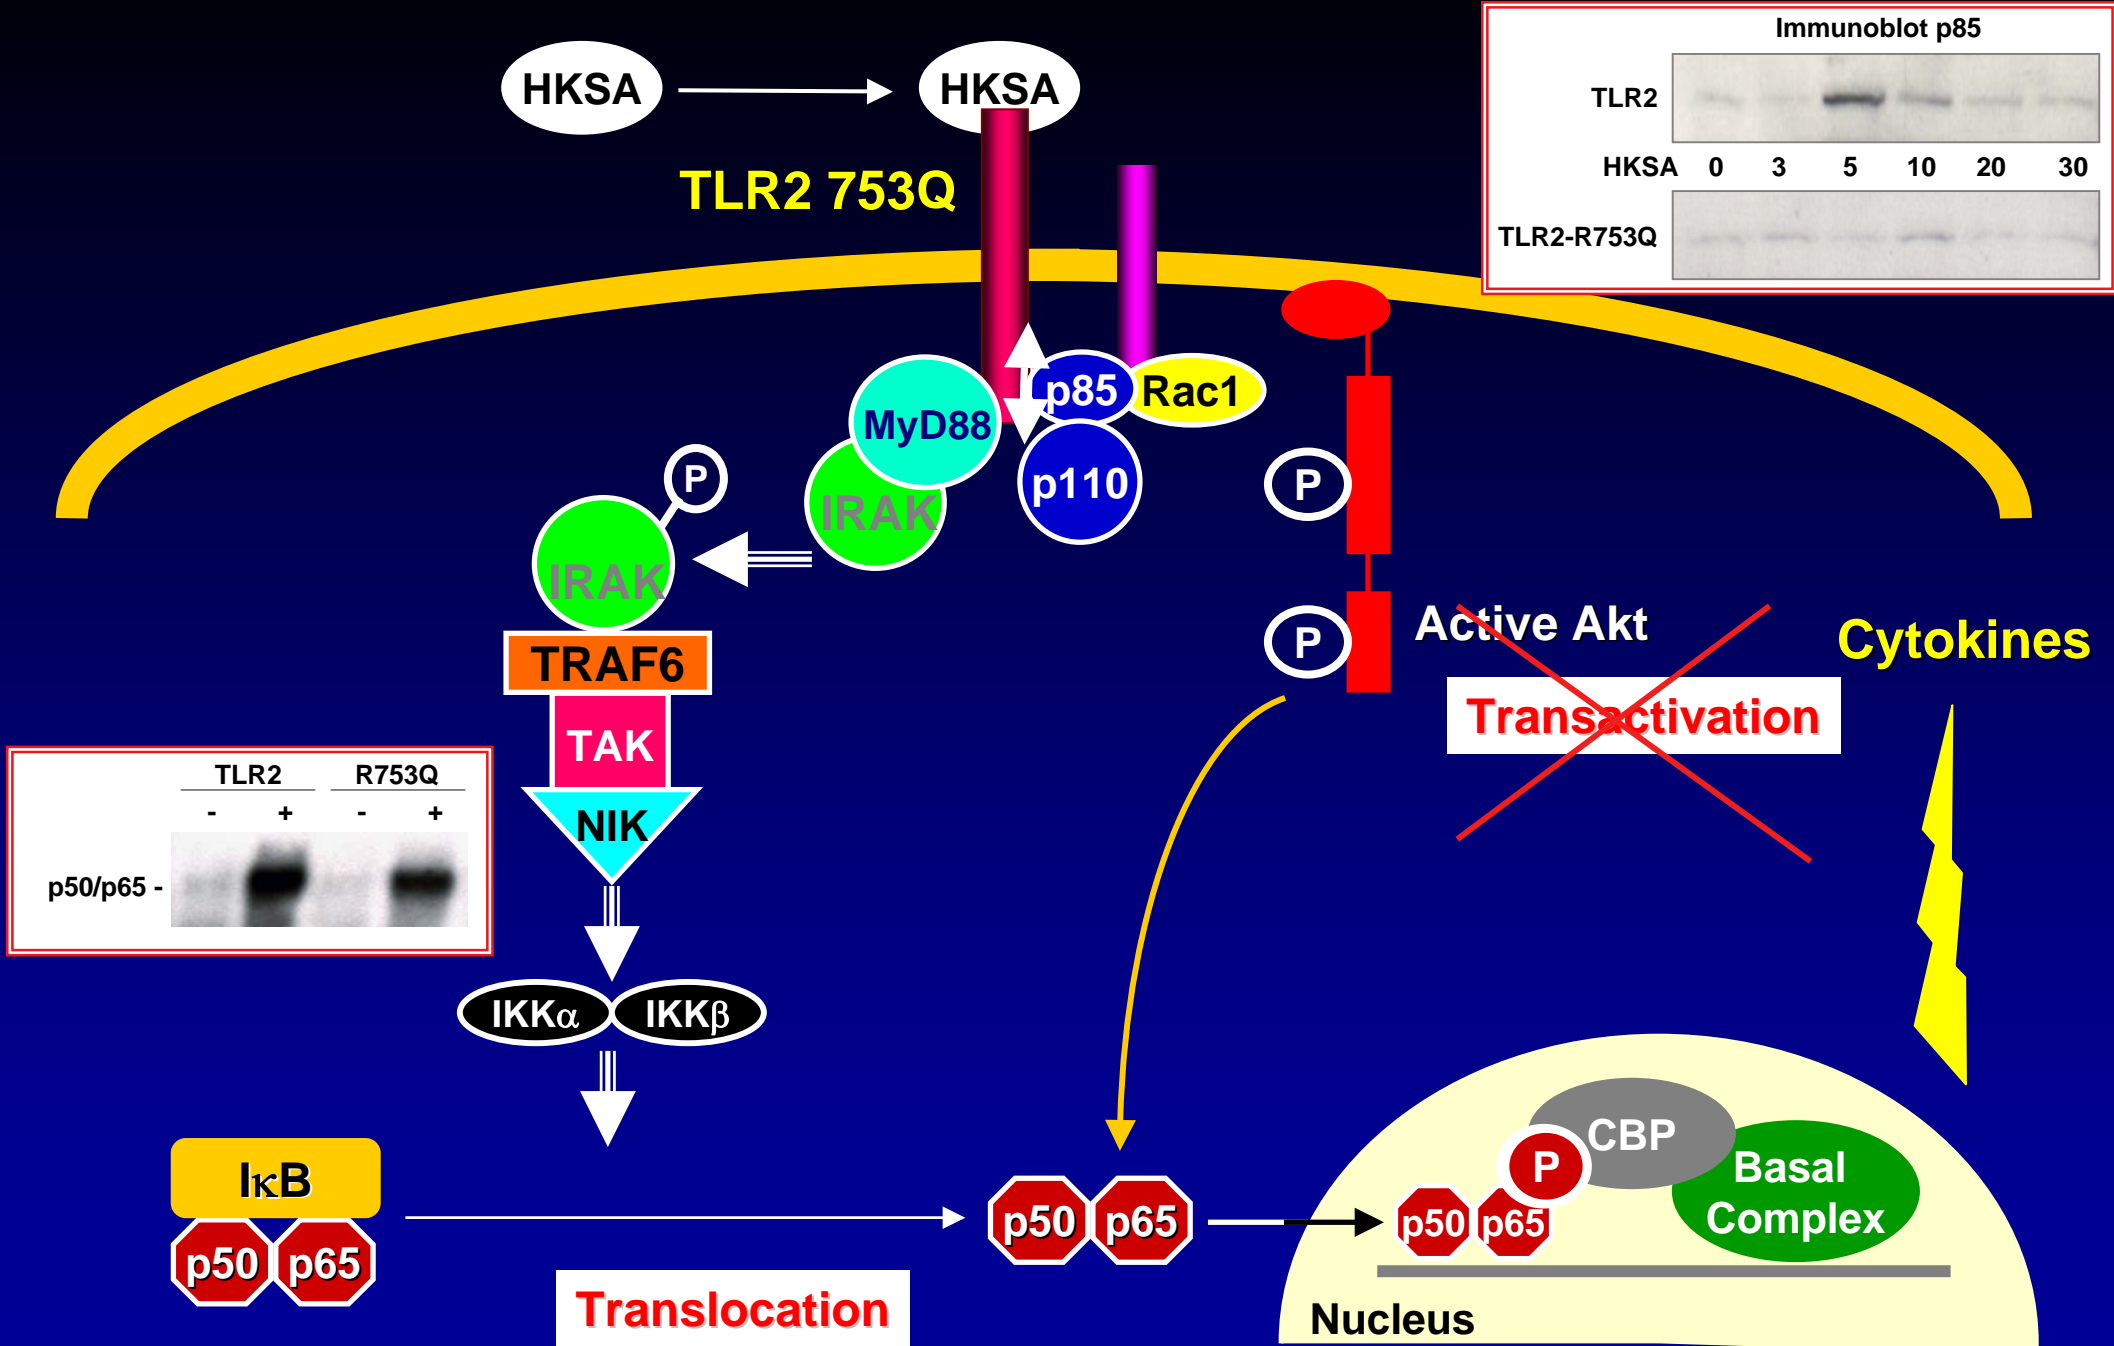 Immunoblot p85
HKSA
HKSA
TLR2
HKSA 0 3 5 10 20 30
TLR2 753Q
TLR2-R753Q
p85
Rac1
MyD88
P
p110
P
IRAK
IRAK
Active Akt
P
Cytokines
TRAF6
Transactivation
TAK
TLR2 R753Q
- + - +
NIK
p50/p65 -
IKKα IKKβ
CBP
P
Basal
Complex
IκB
p50 p65
p50 p65
p50 p65
Translocation
Nucleus